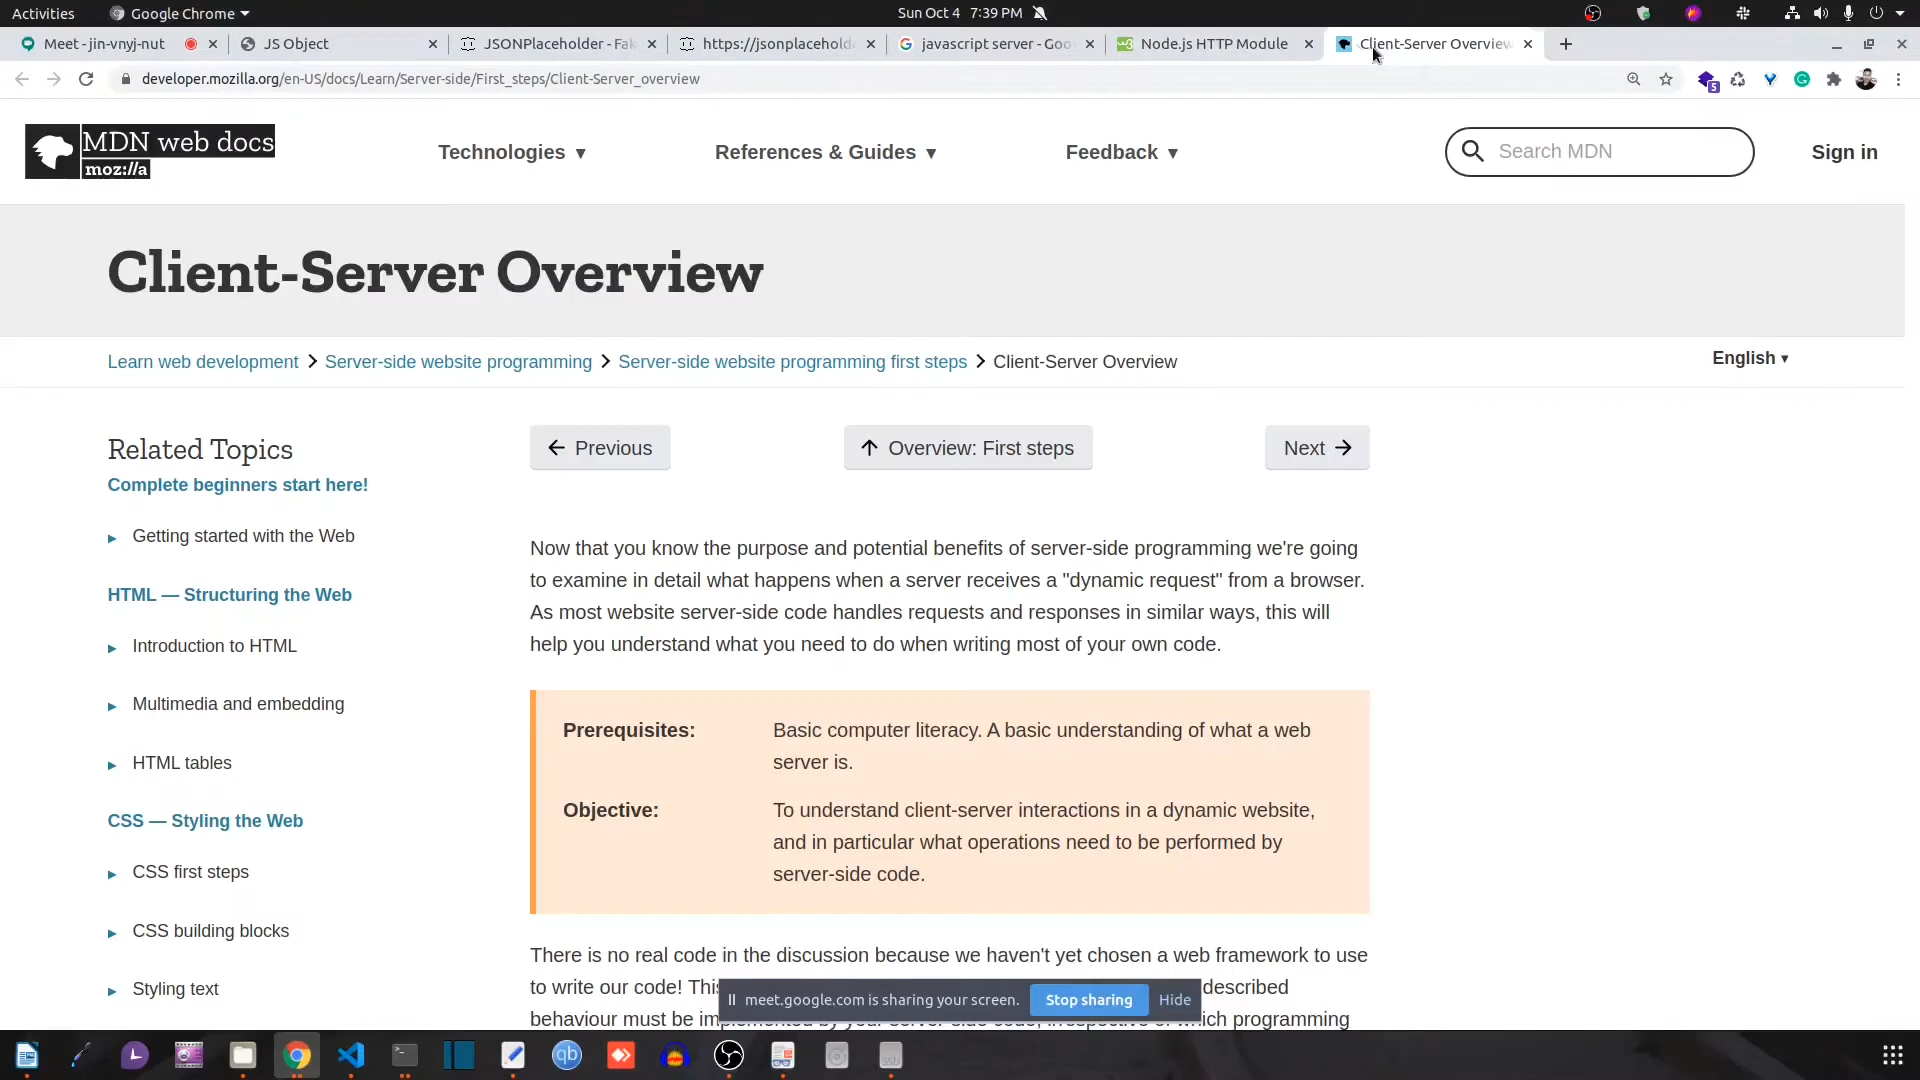 Activities
Google Chrome
Sun Oct 4 7:39 PM
Meet - jin-vnyj-nut
JS Object
JSONPlaceholder - Fak
https://jsonplacehold
javascript server - Goo
Node.js HTTP Module
Client-Server Overview
developer.mozilla.org/en-US/docs/Learn/Server-side/First_steps/Client-Server_overview
5
MDN web docs
moz://a
Technologies ▼
References & Guides ▼
Feedback ▼
Search MDN
Sign in
Client-Server Overview
Learn web development
Server-side website programming
Server-side website programming first steps
Client-Server Overview
English ▾
Related Topics
Complete beginners start here!
Getting started with the Web
HTML — Structuring the Web
Introduction to HTML
Multimedia and embedding
HTML tables
CSS — Styling the Web
CSS first steps
CSS building blocks
Styling text
Previous
Overview: First steps
Next
Now that you know the purpose and potential benefits of server-side programming we're going
to examine in detail what happens when a server receives a "dynamic request" from a browser.
As most website server-side code handles requests and responses in similar ways, this will
help you understand what you need to do when writing most of your own code.
Prerequisites:
Basic computer literacy. A basic understanding of what a web
server is.
Objective:
To understand client-server interactions in a dynamic website,
and in particular what operations need to be performed by
server-side code.
There is no real code in the discussion because we haven't yet chosen a web framework to use
to write our code! This described
behaviour must be implemented by your server-side code, irrespective of which programming
meet.google.com is sharing your screen.
Stop sharing
Hide
qb